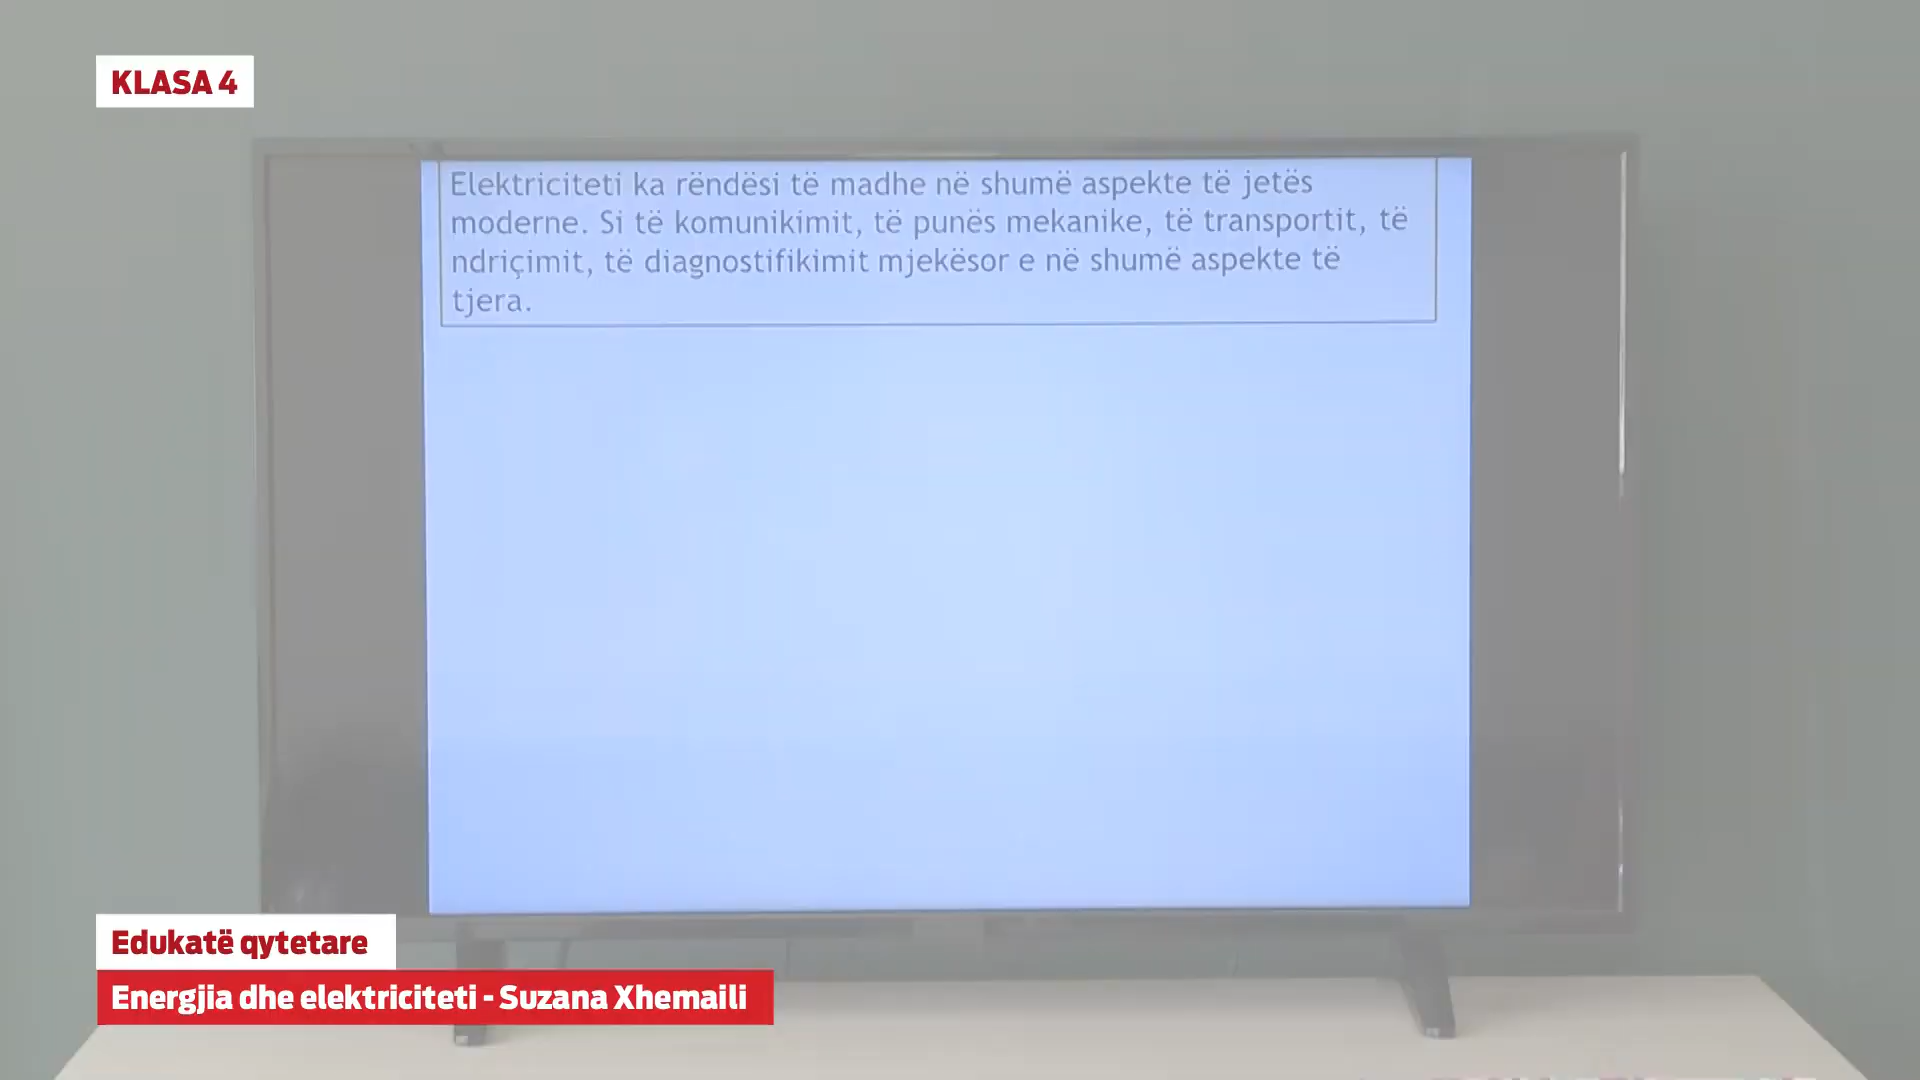 KLASA 4
Elektriciteti ka rëndësi të madhe në shumë aspekte të jetës
moderne. Si të komunikimit, të punës mekanike, të transportit, të
ndriçimit, të diagnostifikimit mjekësor e në shumë aspekte të
tjera.
Edukatë qytetare
Energjia dhe elektriciteti - Suzana Xhemaili